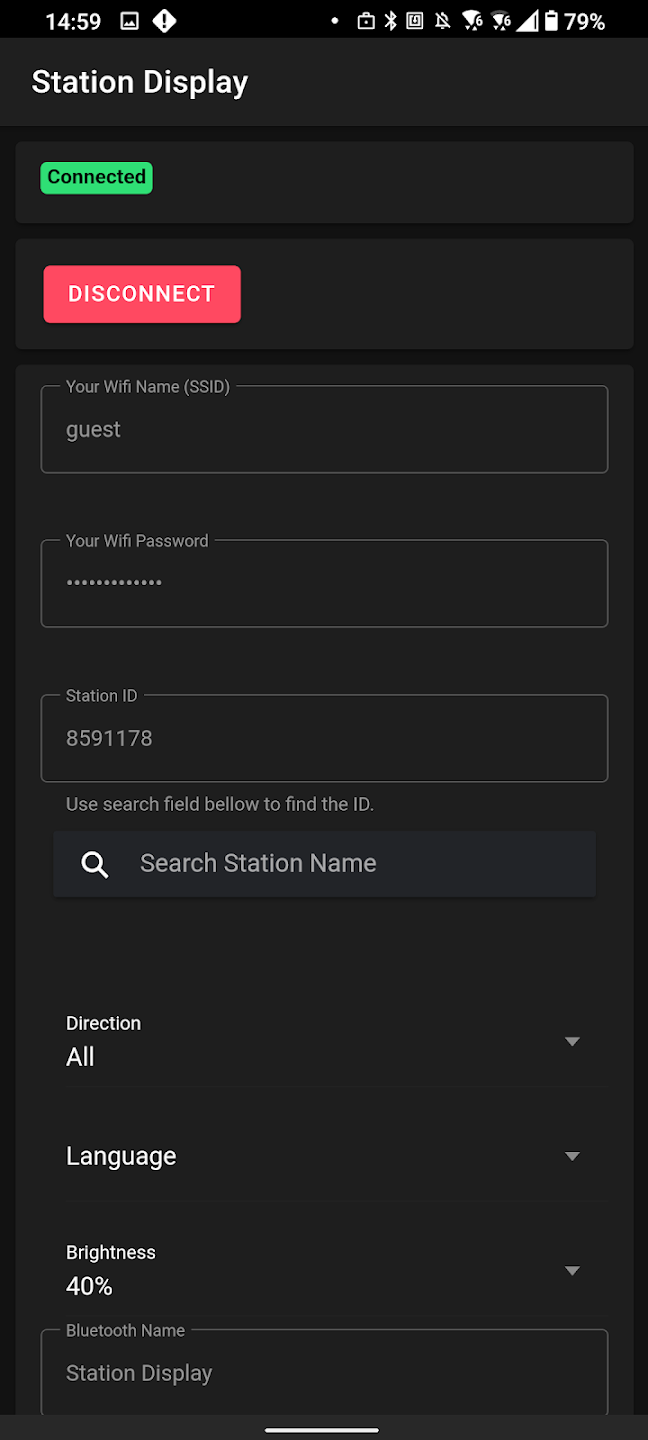 14:59 79%
Station Display
Connected
DISCONNECT
Your Wifi Name (SSID)
guest
Your Wifi Password
•••••••••••••
Station ID
8591178
Use search field bellow to find the ID.
Search Station Name
Direction
All
Language
Brightness
40%
Bluetooth Name
Station Display